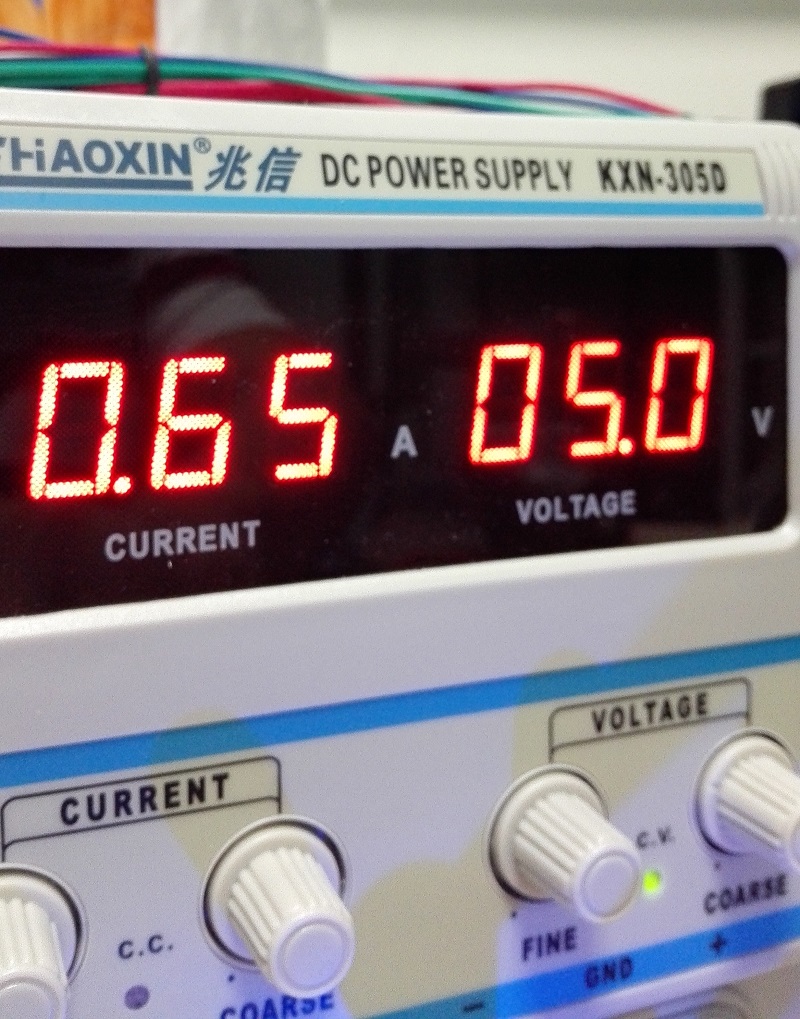 ZHAOXIN® 兆信 DC POWER SUPPLY KXN-305D
0.65 A 05.0 V
CURRENT VOLTAGE
VOLTAGE
CURRENT
C.V.
C.C. FINE COARSE
COARSE - GND +